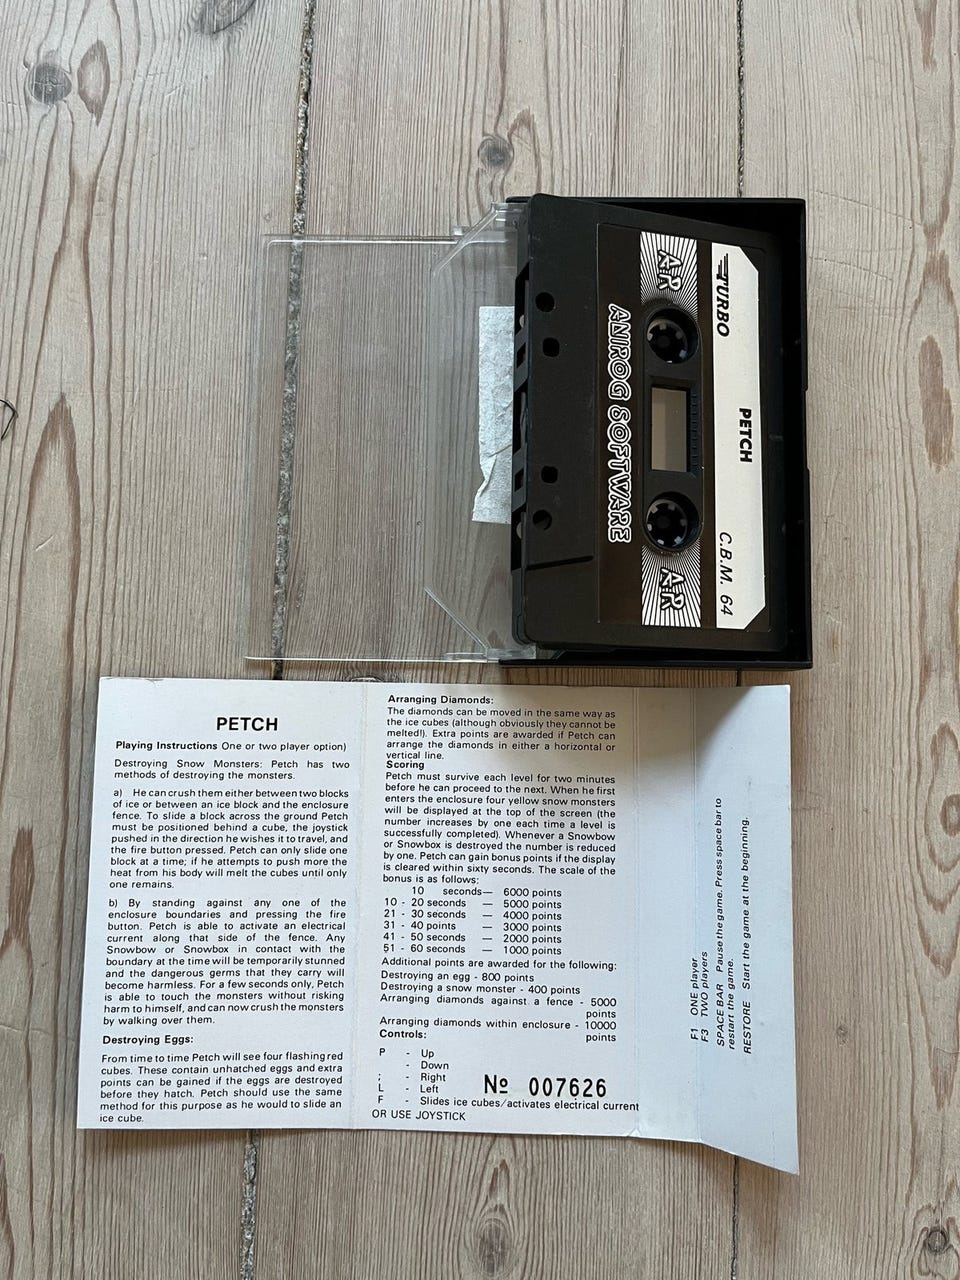 TURBO
PETCH
C.B.M. 64
AR
AR
ANIROG SOFTWARE
PETCH
Playing Instructions One or two player option)
Destroying Snow Monsters: Petch has two
methods of destroying the monsters.
a) He can crush them either between two blocks
of ice or between an ice block and the enclosure
fence. To slide a block across the ground Petch
must be positioned behind a cube, the joystick
pushed in the direction he wishes it to travel, and
the fire button pressed. Petch can only slide one
block at a time; if he attempts to push more the
heat from his body will melt the cubes until only
one remains.
b) By standing against any one of the
enclosure boundaries and pressing the fire
button. Petch is able to activate an electrical
current along that side of the fence. Any
Snowbow or Snowbox in contact with the
boundary at the time will be temporarily stunned
and the dangerous germs that they carry will
become harmless. For a few seconds only, Petch
is able to touch the monsters without risking
harm to himself, and can now crush the monsters
by walking over them.
Destroying Eggs:
From time to time Petch will see four flashing red
cubes. These contain unhatched eggs and extra
points can be gained if the eggs are destroyed
before they hatch. Petch should use the same
method for this purpose as he would to slide an
ice cube.
Arranging Diamonds:
The diamonds can be moved in the same way as
the ice cubes (although obviously they cannot be
melted!). Extra points are awarded if Petch can
arrange the diamonds in either a horizontal or
vertical line.
Scoring
Petch must survive each level for two minutes
before he can proceed to the next. When he first
enters the enclosure four yellow snow monsters
will be displayed at the top of the screen (the
number increases by one each time a level is
successfully completed). Whenever a Snowbow
or Snowbox is destroyed the number is reduced
by one. Petch can gain bonus points if the display
is cleared within sixty seconds. The scale of the
bonus is as follows:
10 seconds— 6000 points
10 - 20 seconds — 5000 points
21 - 30 seconds — 4000 points
31 - 40 points — 3000 points
41 - 50 seconds — 2000 points
51 - 60 seconds — 1000 points
Additional points are awarded for the following:
Destroying an egg - 800 points
Destroying a snow monster - 400 points
Arranging diamonds against a fence - 5000
points
Arranging diamonds within enclosure - 10000
points
Controls:
P - Up
- Down
; - Right
L - Left
F - Slides ice cubes/activates electrical current
OR USE JOYSTICK
No 007626
F1 ONE player
F3 TWO players
SPACE BAR Pause the game. Press space bar to
restart the game.
RESTORE Start the game at the beginning.